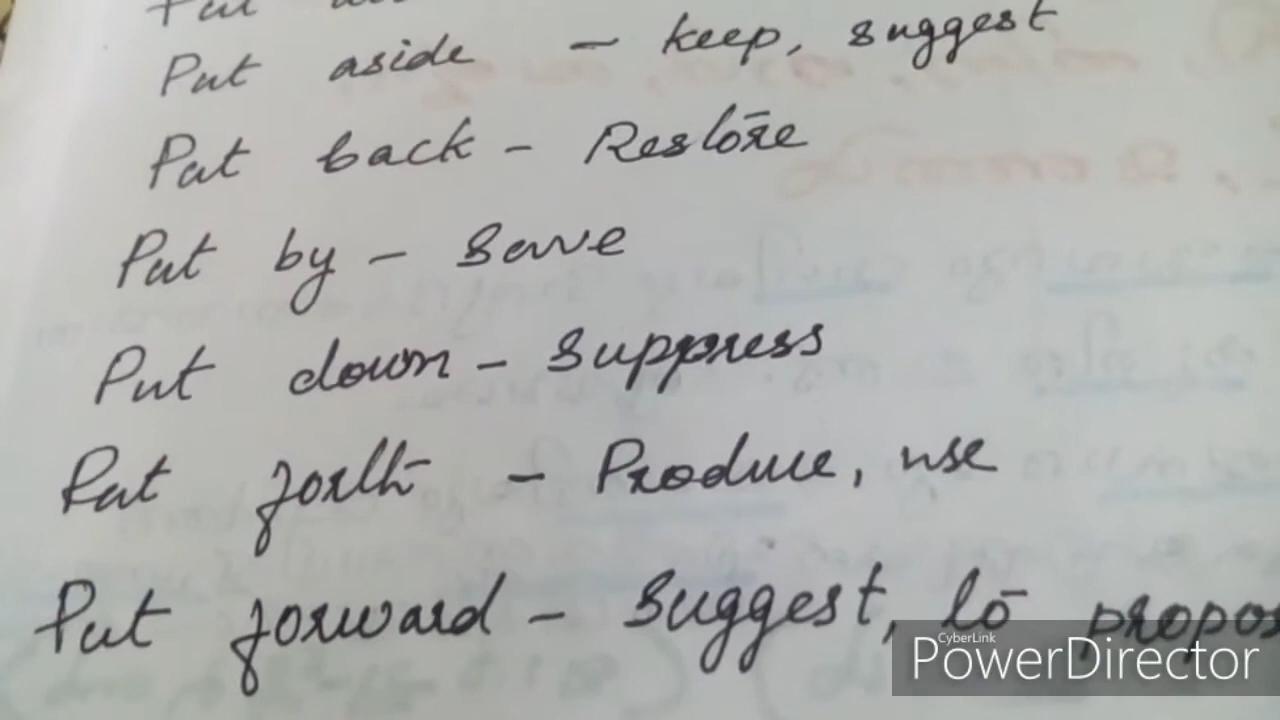 Put
Put aside - keep, suggest
Put back - Restore
Put by - Save
Put down - Suppress
Put forth - Produce, use
Put forward - Suggest, to propos
CyberLink
PowerDirector